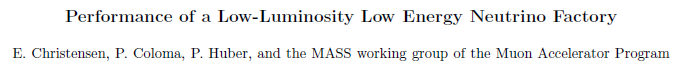 Performance of a Low-Luminosity Low Energy Neutrino Factory
E. Christensen, P. Coloma, P. Huber, and the MASS working group of the Muon Accelerator Program